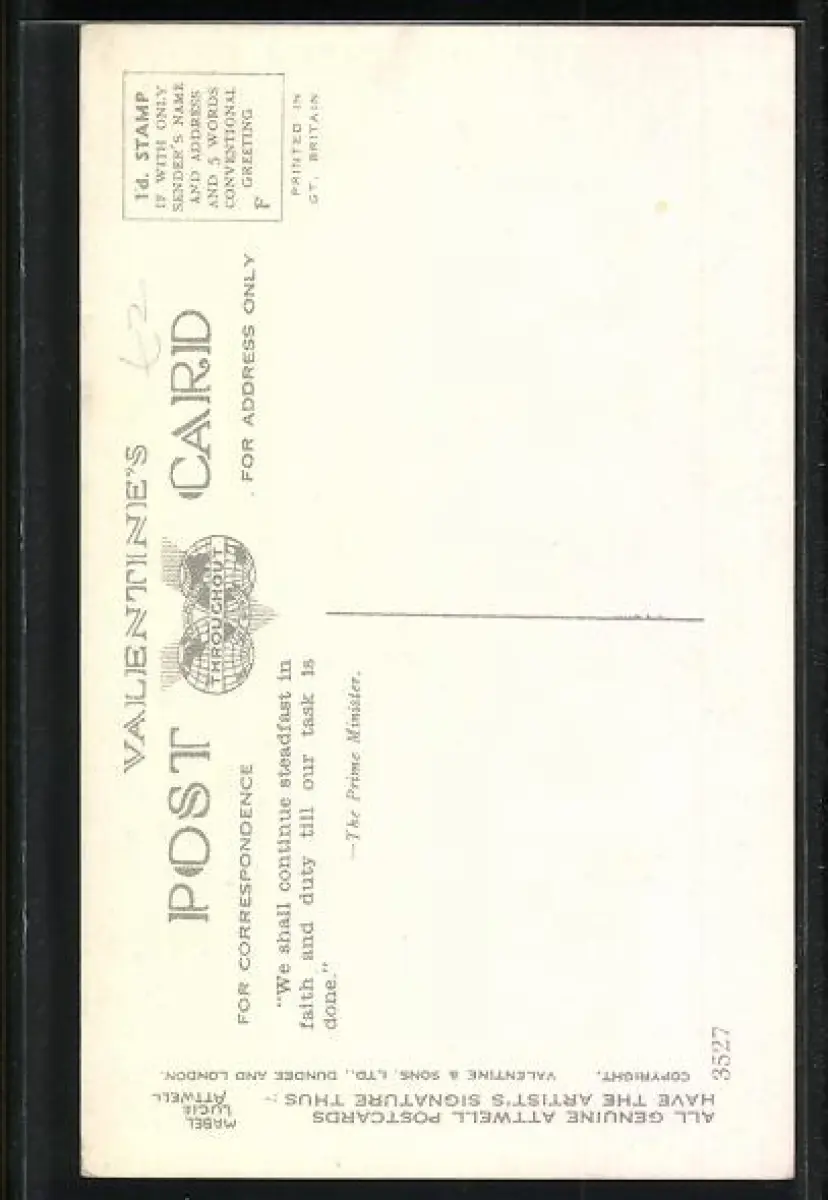 VALENTINE'S
POST CARD
THROUGHOUT
FOR CORRESPONDENCE
. FOR ADDRESS ONLY
1'd. STAMP
IF WITH ONLY
SENDER'S NAME
AND ADDRESS
AND 5 WORDS
CONVENTIONAL
GREETING
F
PRINTED IN
GT. BRITAIN
"We shall continue steadfast in
faith and duty till our task is
done."
—The Prime Minister.
ALL GENUINE ATTWELL POSTCARDS
HAVE THE ARTIST'S SIGNATURE THUS :-
MABEL
LUCIE
ATTWELL
COPYRIGHT. VALENTINE & SONS, LTD., DUNDEE AND LONDON.
3527